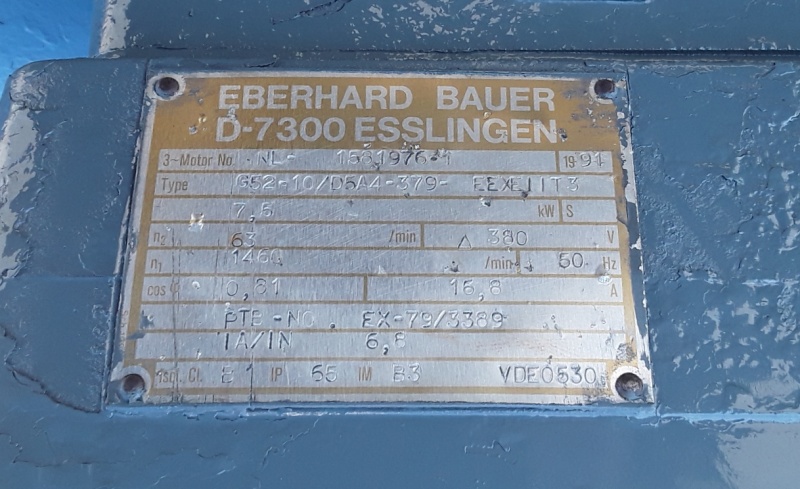 EBERHARD BAUER
D-7300 ESSLINGEN
3~Motor No. NL- 1581976-1 1991
Type G52-10/D5A4-379- EEXEIIT3
7,5 kW S
n₂ 63 /min △ 380 V
n₁ 1460 /min 50 Hz
cos φ 0,81 15,8 A
PTB-NO. EX-79/3389
IA/IN 6,8
Isol. Cl. B IP 65 IM B3 VDE0530